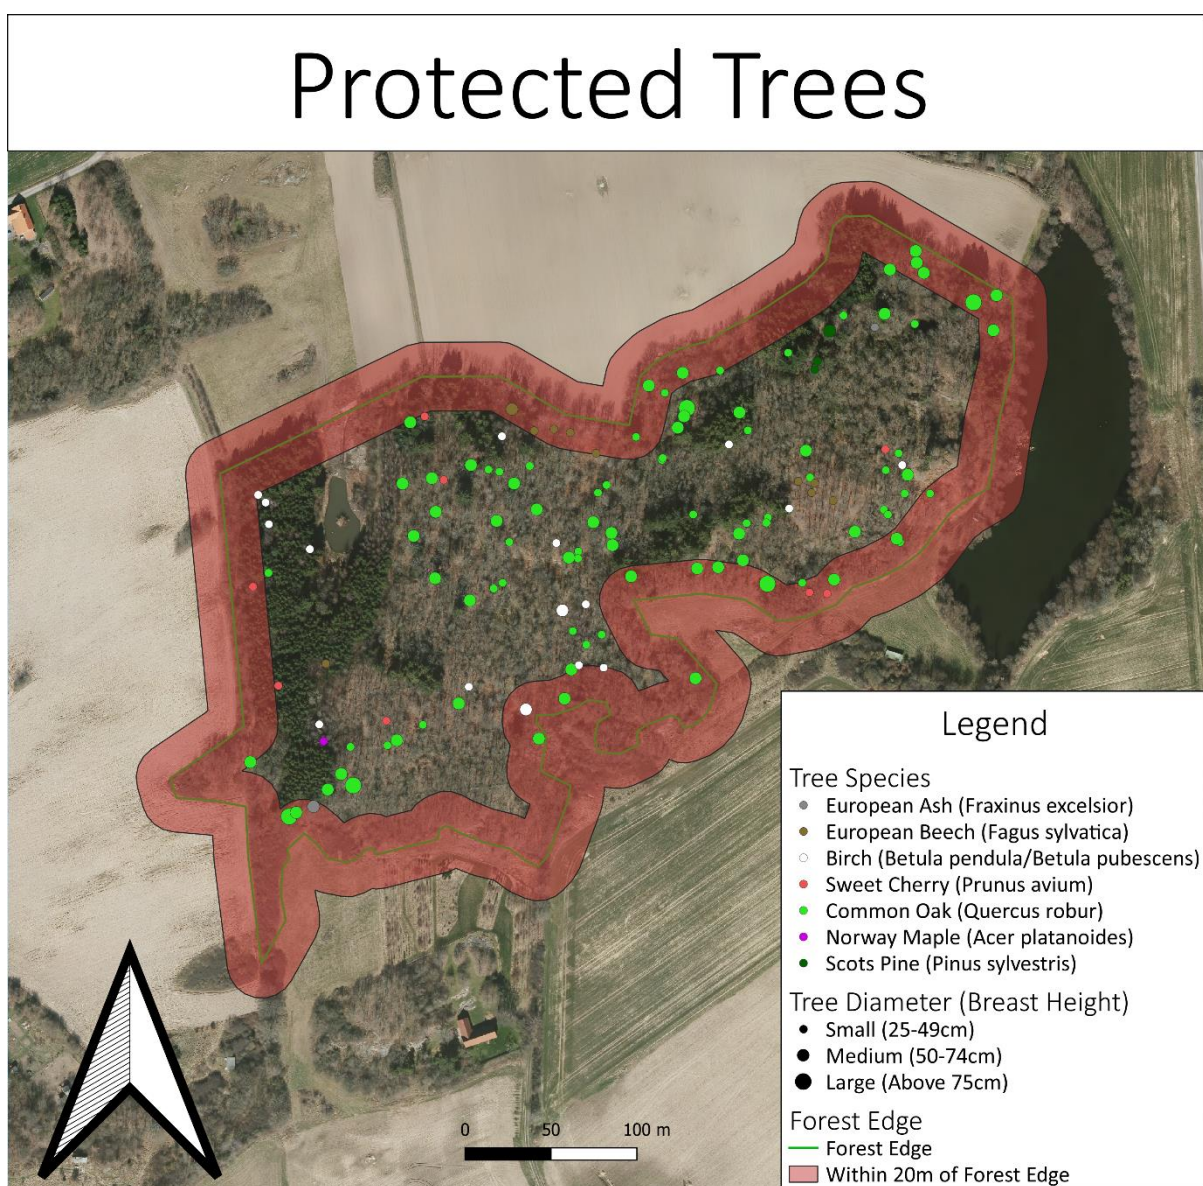 Protected Trees
Legend
Tree Species
European Ash (Fraxinus excelsior)
European Beech (Fagus sylvatica)
Birch (Betula pendula/Betula pubescens)
Sweet Cherry (Prunus avium)
Common Oak (Quercus robur)
Norway Maple (Acer platanoides)
Scots Pine (Pinus sylvestris)
Tree Diameter (Breast Height)
Small (25-49cm)
Medium (50-74cm)
Large (Above 75cm)
Forest Edge
Forest Edge
Within 20m of Forest Edge
0 50 100 m